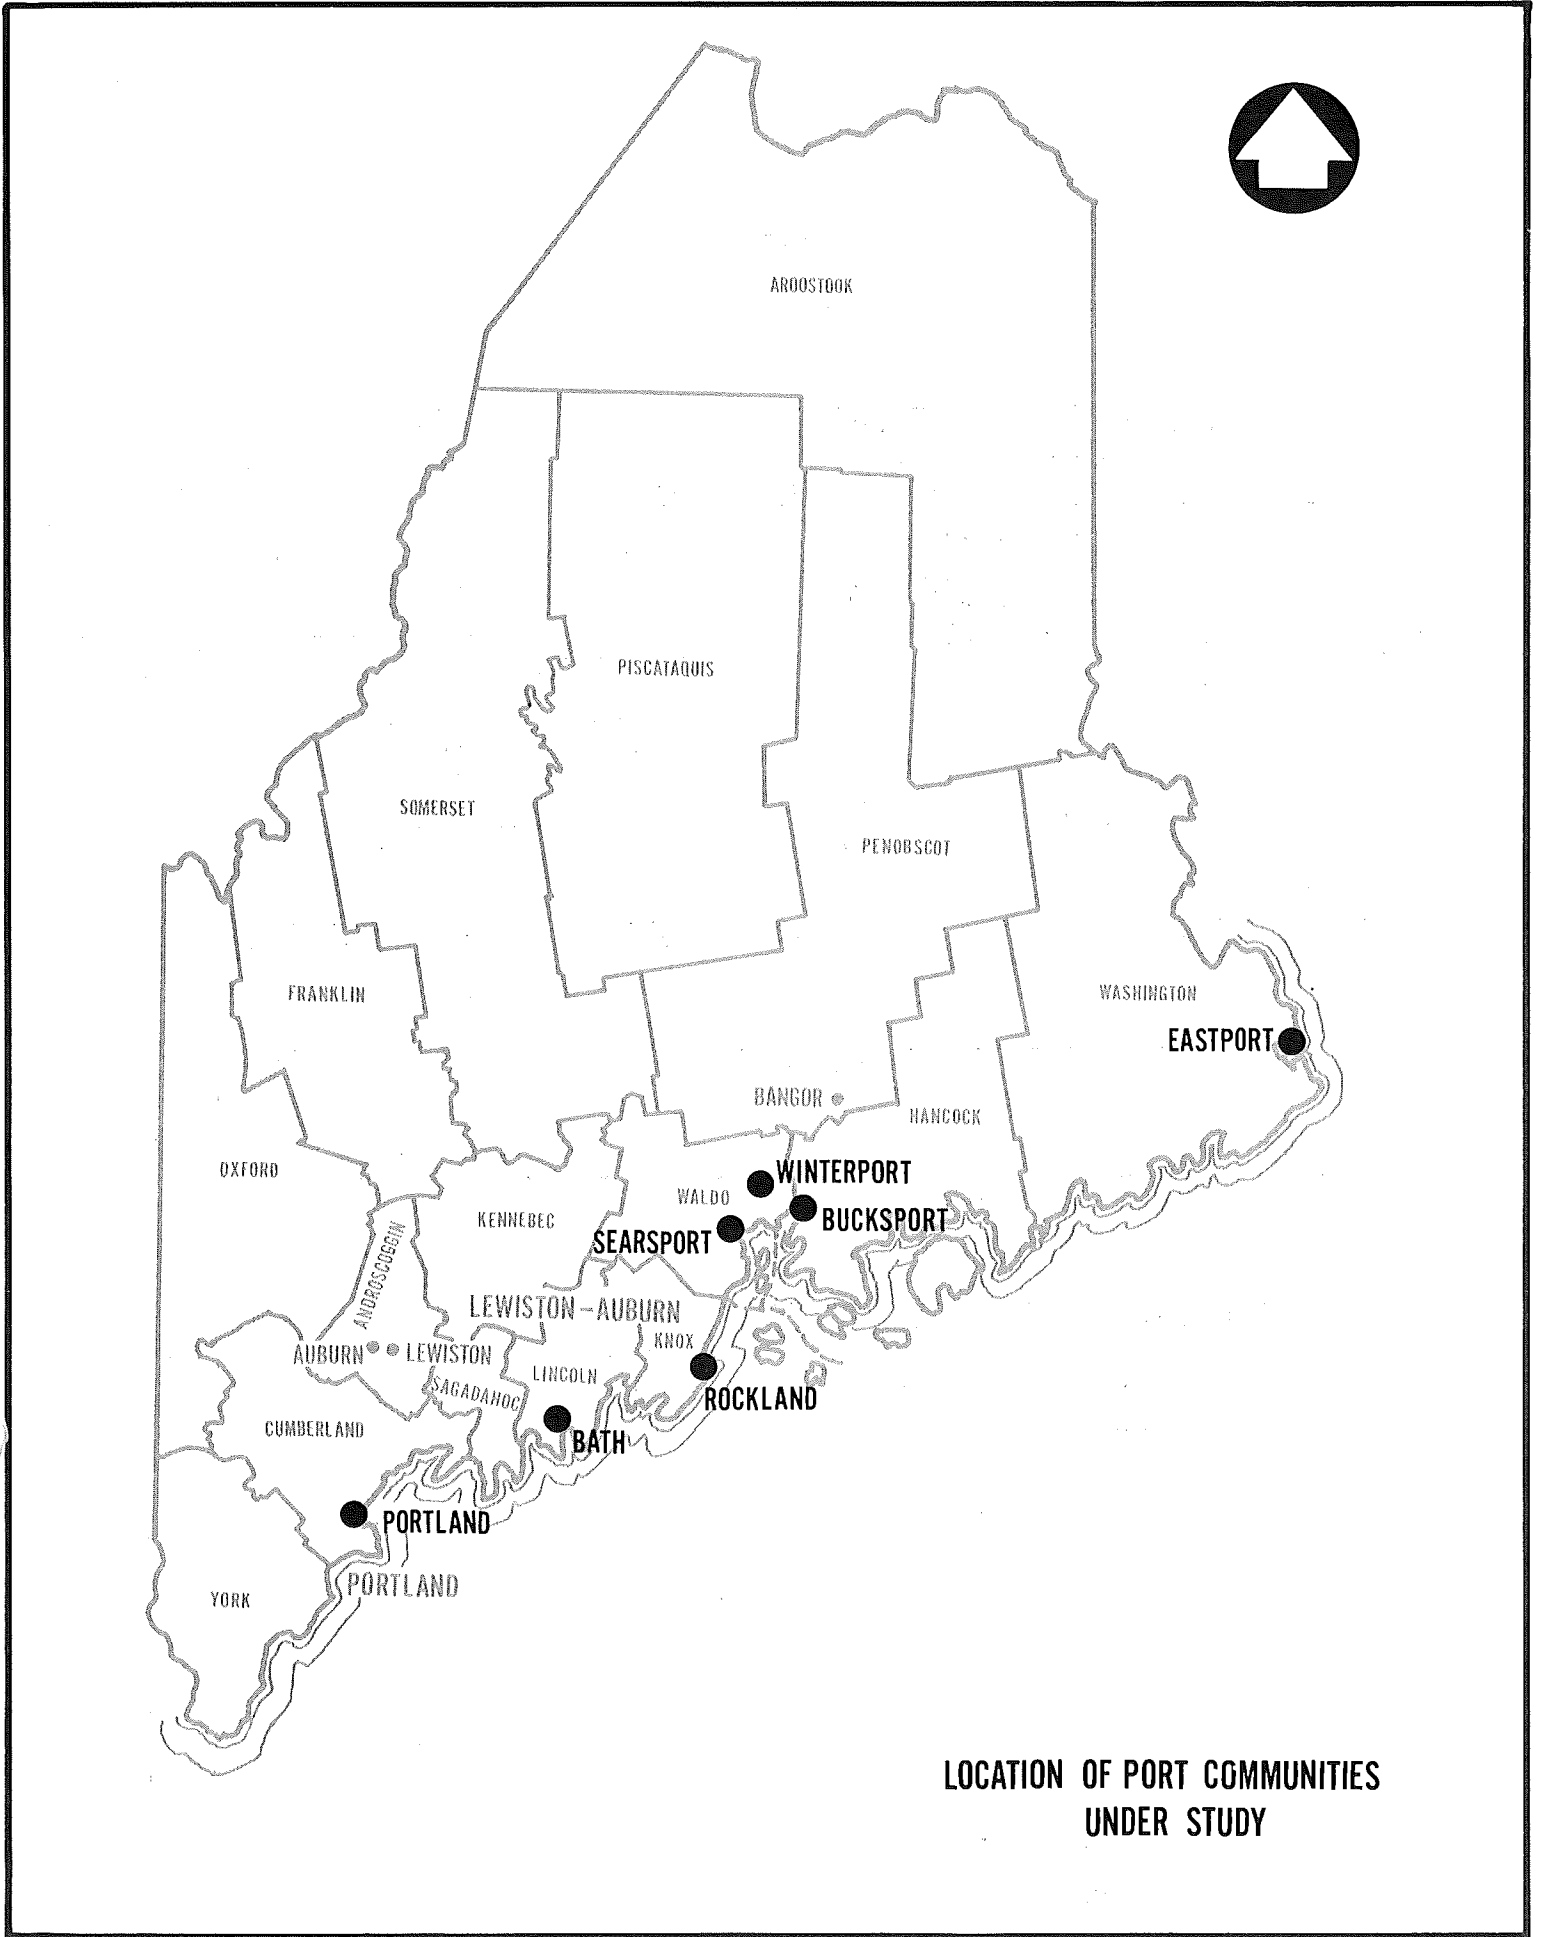 AROOSTOOK
PISCATAQUIS
SOMERSET
PENOBSCOT
FRANKLIN
WASHINGTON
EASTPORT
BANGOR
HANCOCK
OXFORD
WINTERPORT
WALDO
KENNEBEC
BUCKSPORT
SEARSPORT
ANDROSCOGGIN
LEWISTON-AUBURN
KNOX
AUBURN
LEWISTON
LINCOLN
SAGADAHOC
ROCKLAND
CUMBERLAND
BATH
PORTLAND
PORTLAND
YORK
LOCATION OF PORT COMMUNITIES
UNDER STUDY